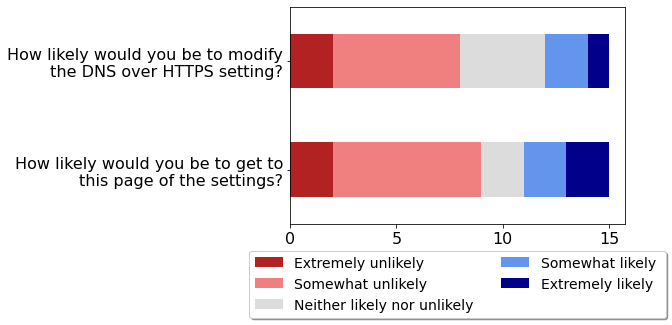 How likely would you be to modify
the DNS over HTTPS setting?
How likely would you be to get to
this page of the settings?
0 5 10 15
Extremely unlikely
Somewhat unlikely
Neither likely nor unlikely
Somewhat likely
Extremely likely